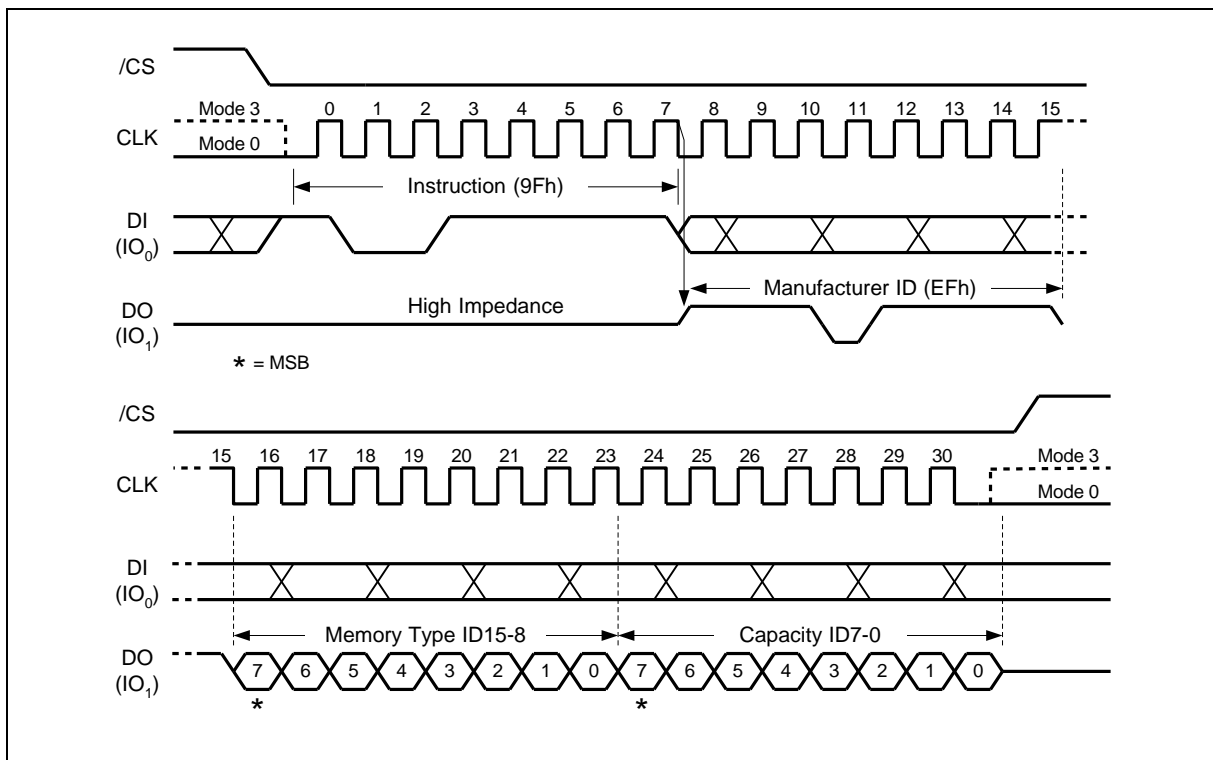 /CS
Mode 3 0 1 2 3 4 5 6 7 8 9 10 11 12 13 14 15
CLK
Mode 0
Instruction (9Fh)
DI
(IO0)
Manufacturer ID (EFh)
High Impedance
DO
(IO1)
* = MSB
/CS
15 16 17 18 19 20 21 22 23 24 25 26 27 28 29 30 Mode 3
CLK
Mode 0
DI
(IO0)
Memory Type ID15-8 Capacity ID7-0
DO
(IO1)
7 6 5 4 3 2 1 0 7 6 5 4 3 2 1 0
* *